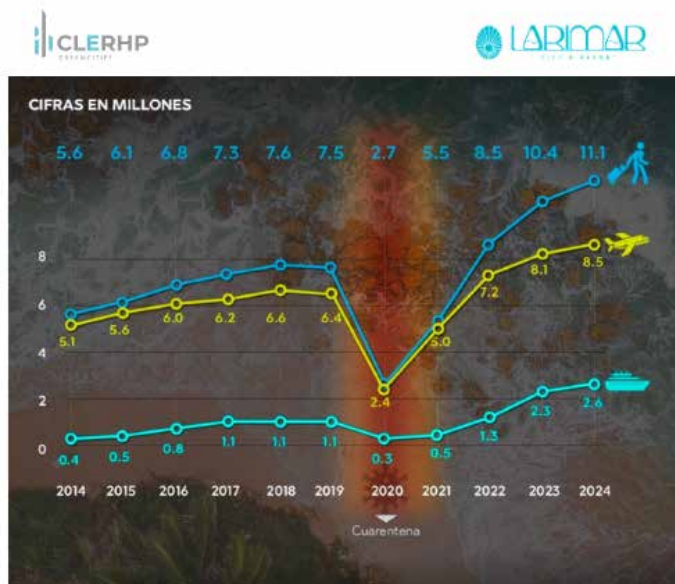 CLERHP
LARIMAR
CIFRAS EN MILLONES
5.6 6.1 6.8 7.3 7.6 7.5 2.7 5.5 8.5 10.4 11.1
8
6
4
2
0
5.1 5.6 6.0 6.2 6.6 6.4 2.4 5.0 7.2 8.1 8.5
0.4 0.5 0.8 1.1 1.1 1.1 0.3 0.5 1.3 2.3 2.6
2014 2015 2016 2017 2018 2019 2020 2021 2022 2023 2024
Cuarentena